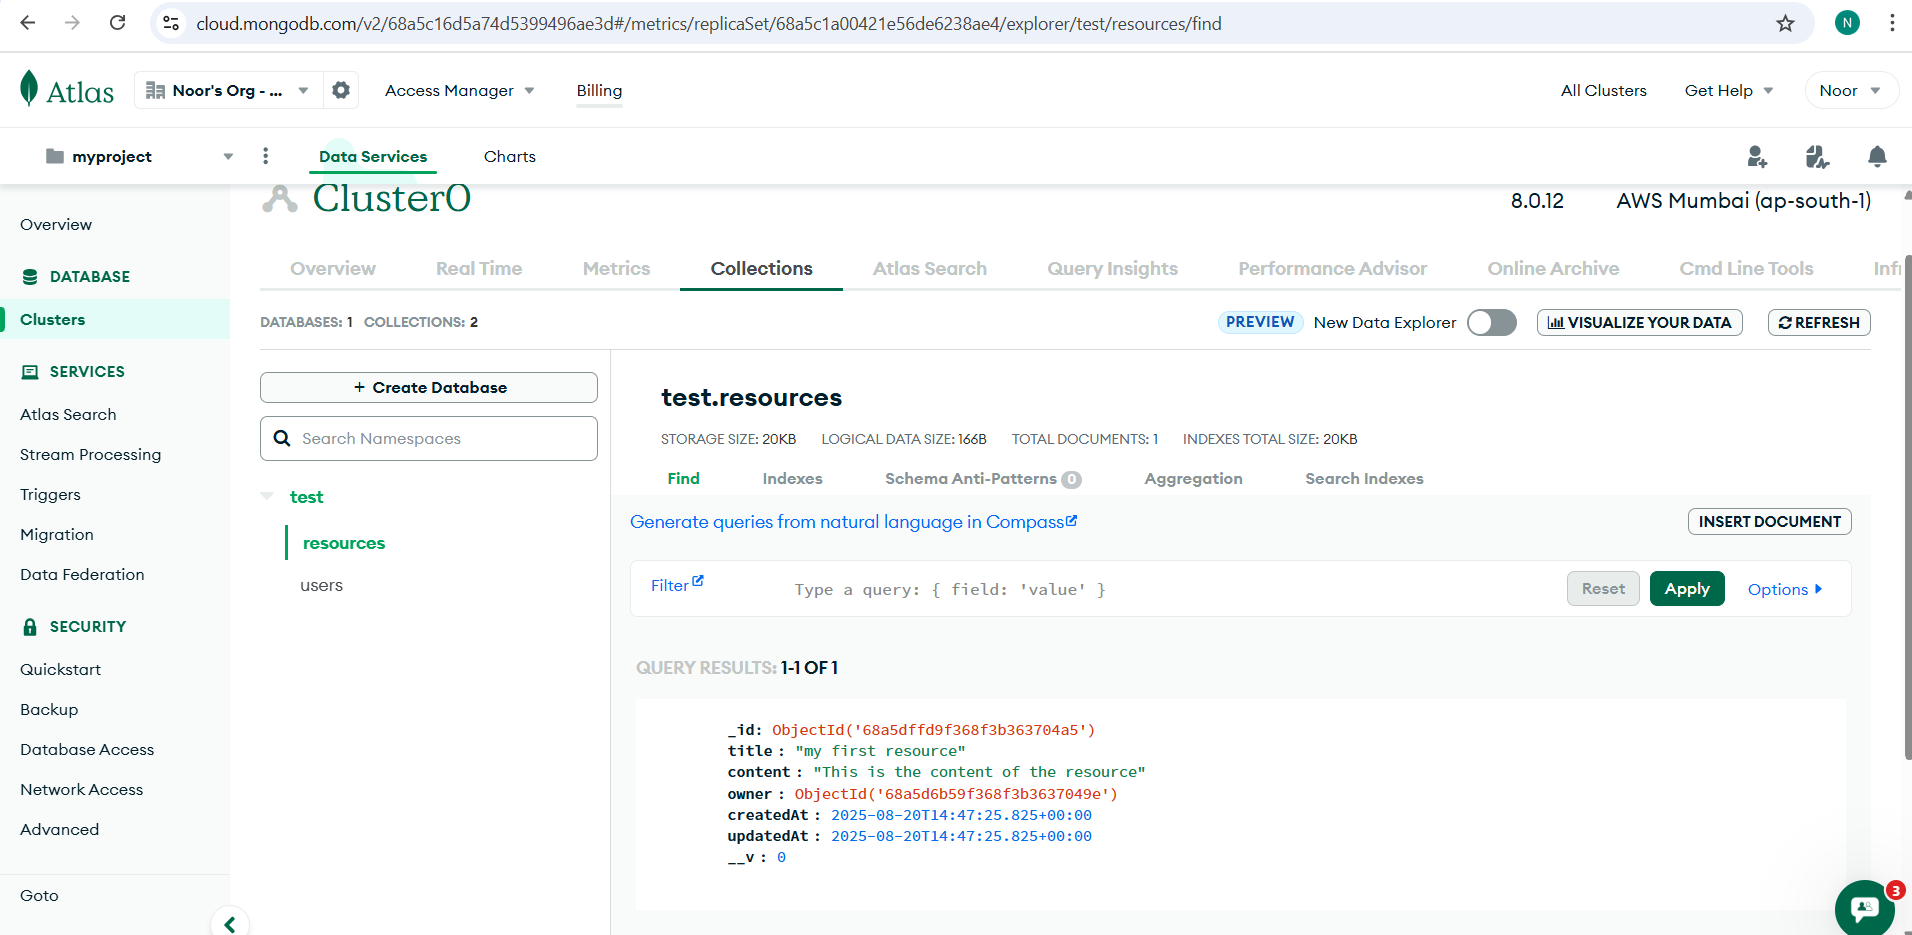 cloud.mongodb.com/v2/68a5c16d5a74d5399496ae3d#/metrics/replicaSet/68a5c1a00421e56de6238ae4/explorer/test/resources/find
N
Atlas
Noor's Org - ...
Access Manager
Billing
All Clusters
Get Help
Noor
myproject
Data Services
Charts
Cluster0
8.0.12
AWS Mumbai (ap-south-1)
Overview
DATABASE
Clusters
SERVICES
Atlas Search
Stream Processing
Triggers
Migration
Data Federation
SECURITY
Quickstart
Backup
Database Access
Network Access
Advanced
Goto
Overview
Real Time
Metrics
Collections
Atlas Search
Query Insights
Performance Advisor
Online Archive
Cmd Line Tools
DATABASES: 1 COLLECTIONS: 2
PREVIEW New Data Explorer
VISUALIZE YOUR DATA
REFRESH
+ Create Database
Search Namespaces
test
resources
users
test.resources
STORAGE SIZE: 20KB LOGICAL DATA SIZE: 166B TOTAL DOCUMENTS: 1 INDEXES TOTAL SIZE: 20KB
Find
Indexes
Schema Anti-Patterns 0
Aggregation
Search Indexes
Generate queries from natural language in Compass
INSERT DOCUMENT
Filter
Type a query: { field: 'value' }
Reset
Apply
Options
QUERY RESULTS: 1-1 OF 1
_id: ObjectId('68a5dffd9f368f3b363704a5')
title : "my first resource"
content : "This is the content of the resource"
owner : ObjectId('68a5d6b59f368f3b3637049e')
createdAt : 2025-08-20T14:47:25.825+00:00
updatedAt : 2025-08-20T14:47:25.825+00:00
__v : 0
3